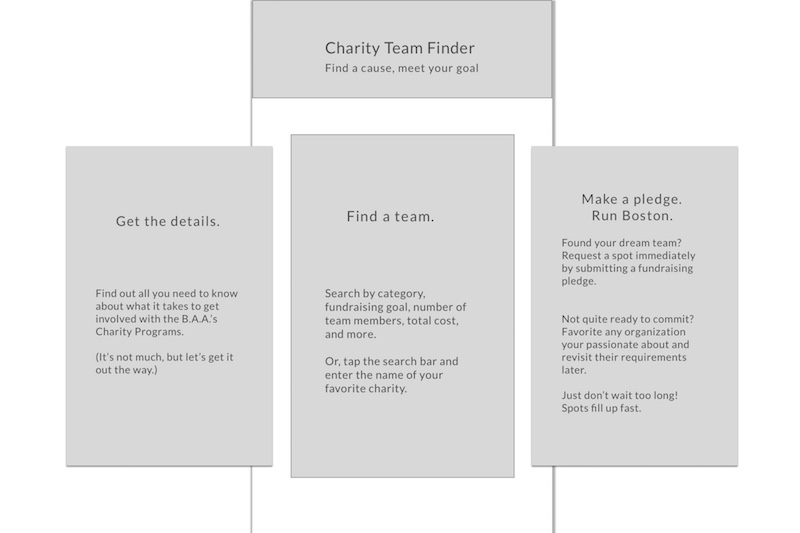 Charity Team Finder
Find a cause, meet your goal
Get the details.
Find out all you need to know
about what it takes to get
involved with the B.A.A.’s
Charity Programs.
(It’s not much, but let’s get it
out the way.)
Find a team.
Search by category,
fundraising goal, number of
team members, total cost,
and more.
Or, tap the search bar and
enter the name of your
favorite charity.
Make a pledge.
Run Boston.
Found your dream team?
Request a spot immediately
by submitting a fundraising
pledge.
Not quite ready to commit?
Favorite any organization
your passionate about and
revisit their requirements
later.
Just don’t wait too long!
Spots fill up fast.